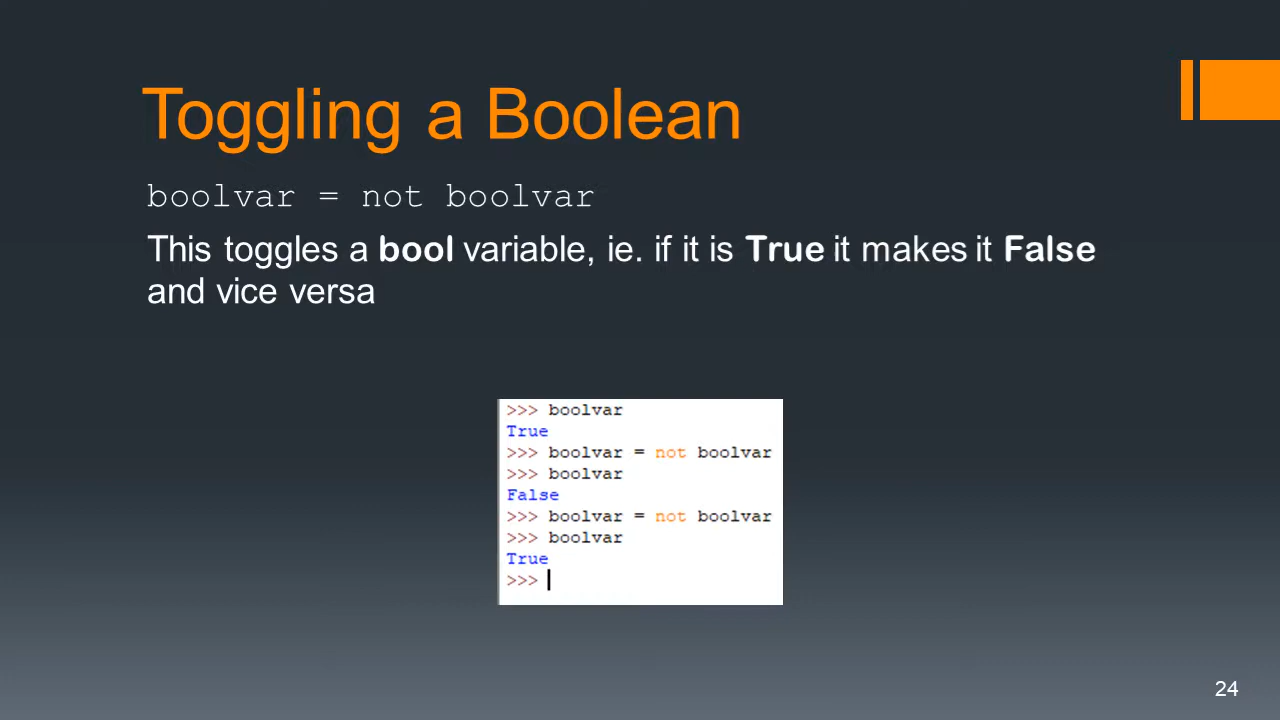 Toggling a Boolean
boolvar = not boolvar
This toggles a bool variable, ie. if it is True it makes it False
and vice versa
>>> boolvar
True
>>> boolvar = not boolvar
>>> boolvar
False
>>> boolvar = not boolvar
>>> boolvar
True
>>>
24